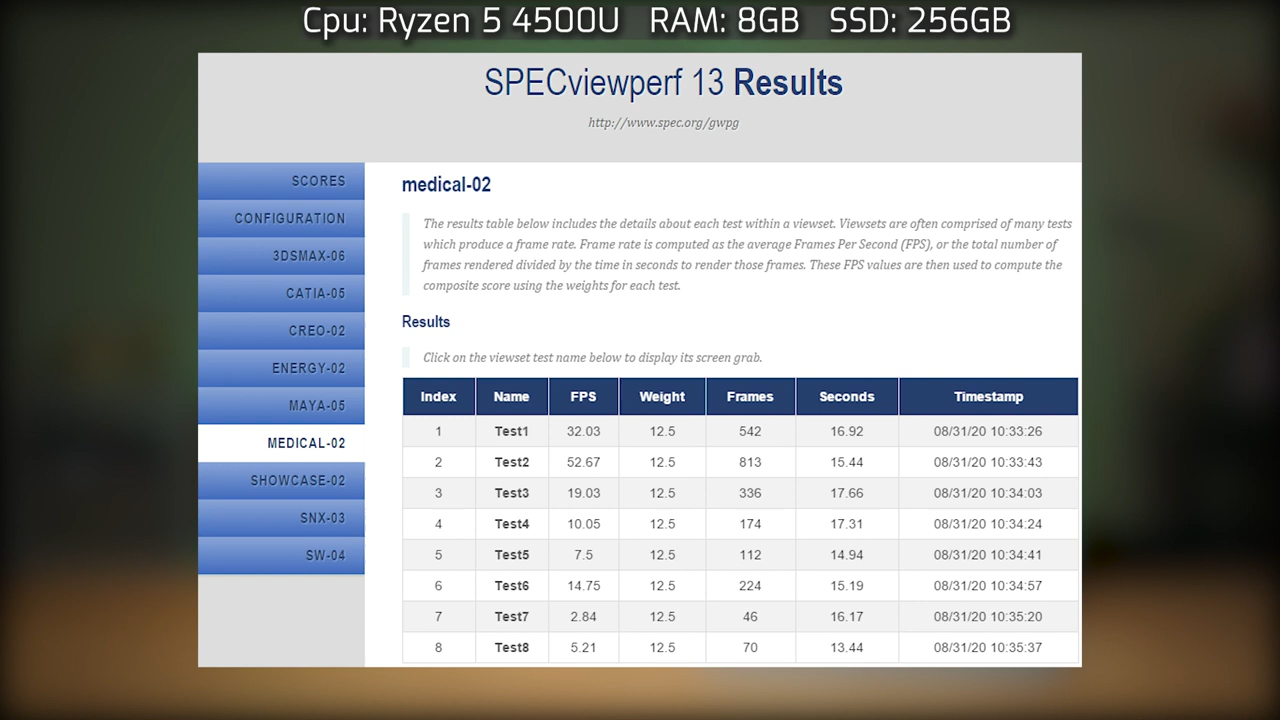 Cpu: Ryzen 5 4500U RAM: 8GB SSD: 256GB
SPECviewperf 13 Results
http://www.spec.org/gwpg
SCORES
CONFIGURATION
3DSMAX-06
CATIA-05
CREO-02
ENERGY-02
MAYA-05
MEDICAL-02
SHOWCASE-02
SNX-03
SW-04
medical-02
The results table below includes the details about each test within a viewset. Viewsets are often comprised of many tests
which produce a frame rate. Frame rate is computed as the average Frames Per Second (FPS), or the total number of
frames rendered divided by the time in seconds to render those frames. These FPS values are then used to compute the
composite score using the weights for each test.
Results
Click on the viewset test name below to display its screen grab.
Index Name FPS Weight Frames Seconds Timestamp
1 Test1 32.03 12.5 542 16.92 08/31/20 10:33:26
2 Test2 52.67 12.5 813 15.44 08/31/20 10:33:43
3 Test3 19.03 12.5 336 17.66 08/31/20 10:34:03
4 Test4 10.05 12.5 174 17.31 08/31/20 10:34:24
5 Test5 7.5 12.5 112 14.94 08/31/20 10:34:41
6 Test6 14.75 12.5 224 15.19 08/31/20 10:34:57
7 Test7 2.84 12.5 46 16.17 08/31/20 10:35:20
8 Test8 5.21 12.5 70 13.44 08/31/20 10:35:37